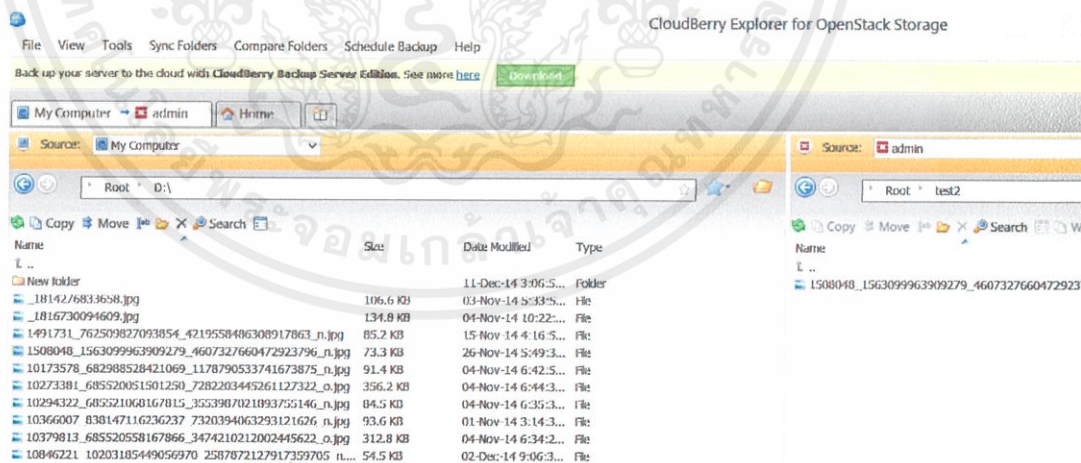 CloudBerry Explorer for OpenStack Storage
File View Tools Sync Folders Compare Folders Schedule Backup Help
Back up your server to the cloud with CloudBerry Backup Server Edition. See more here Download
My Computer admin Home
Source: My Computer Source: admin
Root D:\ Root test2
Copy Move Search Copy Move Search
Name Size Date Modified Type Name
..
New folder 11-Dec-14 3:06:5... Folder
_1814276833658.jpg 106.6 KB 03-Nov-14 5:33:5... File
_1816730094609.jpg 134.8 KB 04-Nov-14 10:22:... File
1491731_762509827093854_4219558486308917863_n.jpg 85.2 KB 15-Nov-14 4:16:5... File
1508048_1563099963909279_4607327660472923796_n.jpg 73.3 KB 26-Nov-14 5:49:3... File
10173578_682988528421069_1178790533741673875_n.jpg 91.4 KB 04-Nov-14 6:42:5... File
10273381_685520051501250_7282203445261127322_o.jpg 356.2 KB 04-Nov-14 6:44:3... File
10294322_685521068167815_3553987021893755146_n.jpg 84.5 KB 04-Nov-14 6:35:3... File
10366007_838147116236237_7320394063293121626_n.jpg 93.6 KB 01-Nov-14 3:14:3... File
10379813_685520558167866_3474210212002445622_o.jpg 312.8 KB 04-Nov-14 6:34:2... File
10846221_10203185449056970_2587872127917359705_n.... 54.5 KB 02-Dec-14 9:06:3... File
..
1508048_1563099963909279_4607327660472923